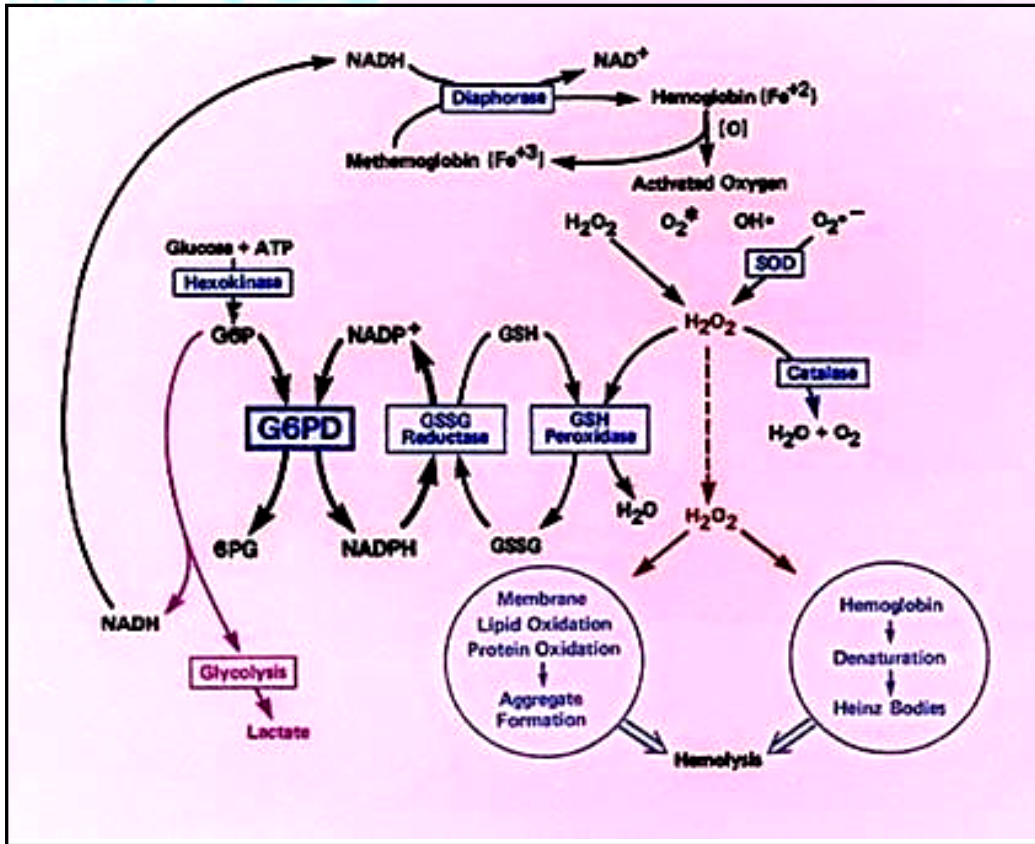 NADH
NAD+
Diaphorase
Hemoglobin (Fe+2)
[O]
Methemoglobin (Fe+3)
Activated Oxygen
H2O2
O2*
OH•
O2•−
Glucose + ATP
SOD
Hexokinase
G6P
NADP+
GSH
H2O2
Catalase
G6PD
GSSG
Reductase
GSH
Peroxidase
H2O + O2
H2O
H2O2
6PG
NADPH
GSSG
NADH
Membrane
Lipid Oxidation
Protein Oxidation
Aggregate
Formation
Hemoglobin
Denaturation
Heinz Bodies
Glycolysis
Lactate
Hemolysis